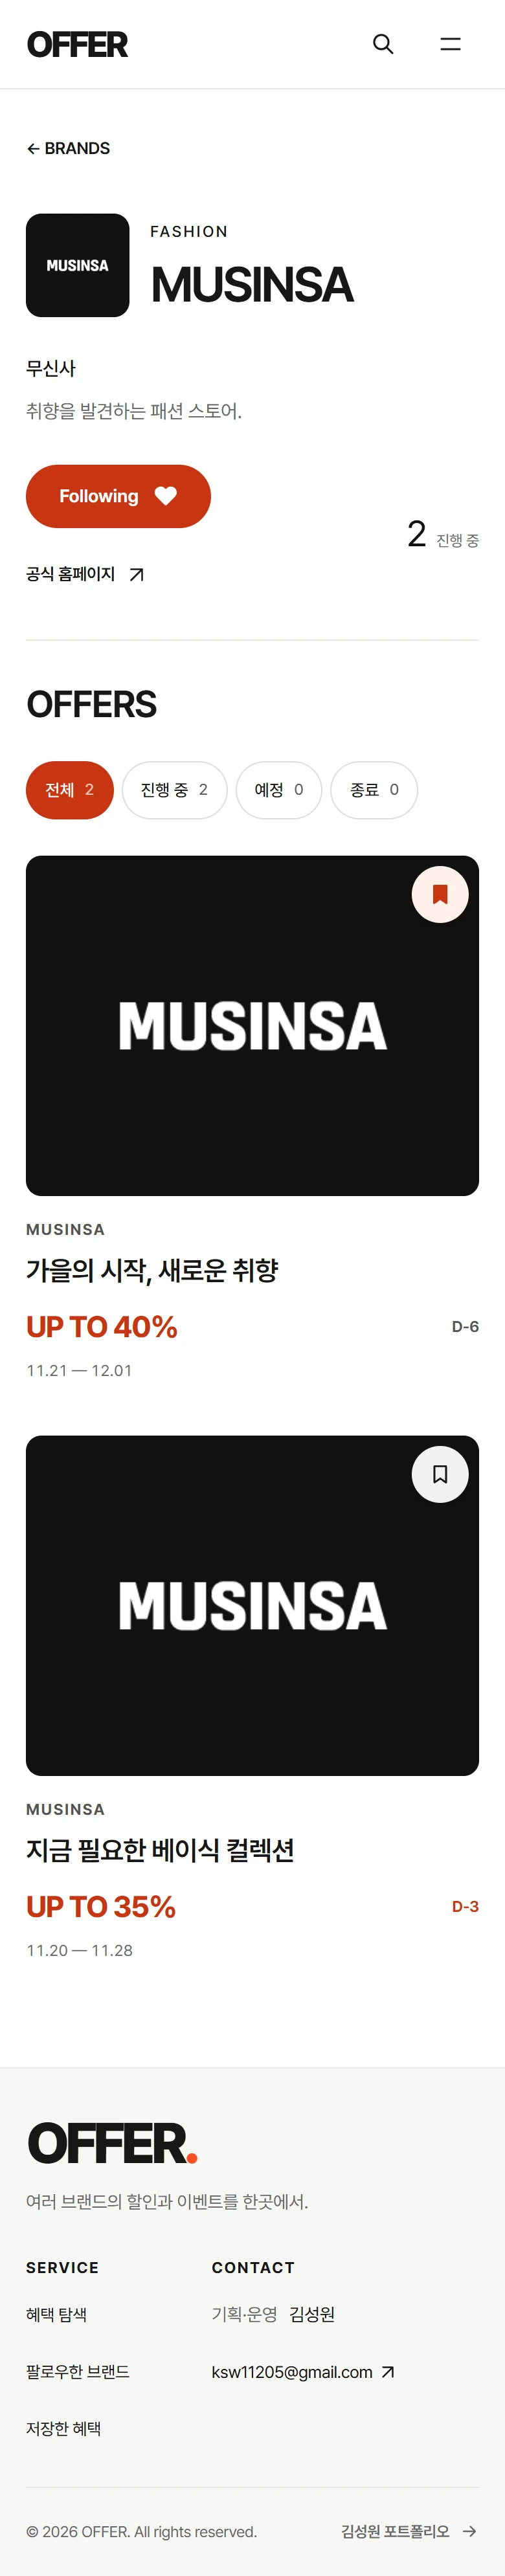 OFFER
← BRANDS
MUSINSA
FASHION
MUSINSA
무신사
취향을 발견하는 패션 스토어.
Following
2 진행 중
공식 홈페이지
OFFERS
전체 2 진행 중 2 예정 0 종료 0
MUSINSA
MUSINSA
가을의 시작, 새로운 취향
UP TO 40% D-6
11.21 — 12.01
MUSINSA
MUSINSA
지금 필요한 베이식 컬렉션
UP TO 35% D-3
11.20 — 11.28
OFFER.
여러 브랜드의 할인과 이벤트를 한곳에서.
SERVICE CONTACT
혜택 탐색 기획·운영 김성원
팔로우한 브랜드 ksw11205@gmail.com
저장한 혜택
© 2026 OFFER. All rights reserved. 김성원 포트폴리오 →